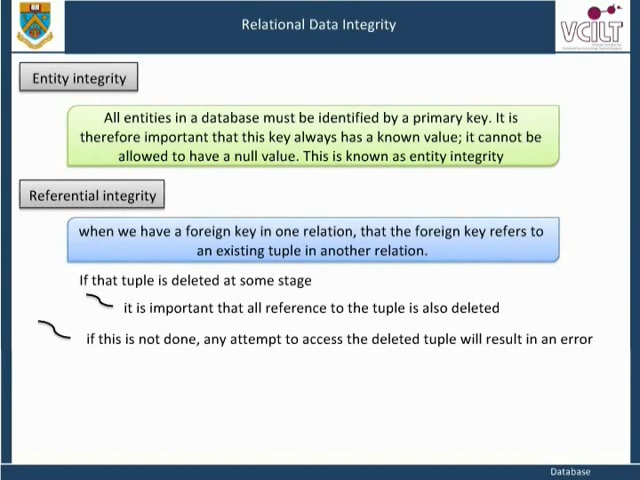 Relational Data Integrity
VCILT
Entity integrity
All entities in a database must be identified by a primary key. It is
therefore important that this key always has a known value; it cannot be
allowed to have a null value. This is known as entity integrity
Referential integrity
when we have a foreign key in one relation, that the foreign key refers to
an existing tuple in another relation.
If that tuple is deleted at some stage
it is important that all reference to the tuple is also deleted
if this is not done, any attempt to access the deleted tuple will result in an error
Database